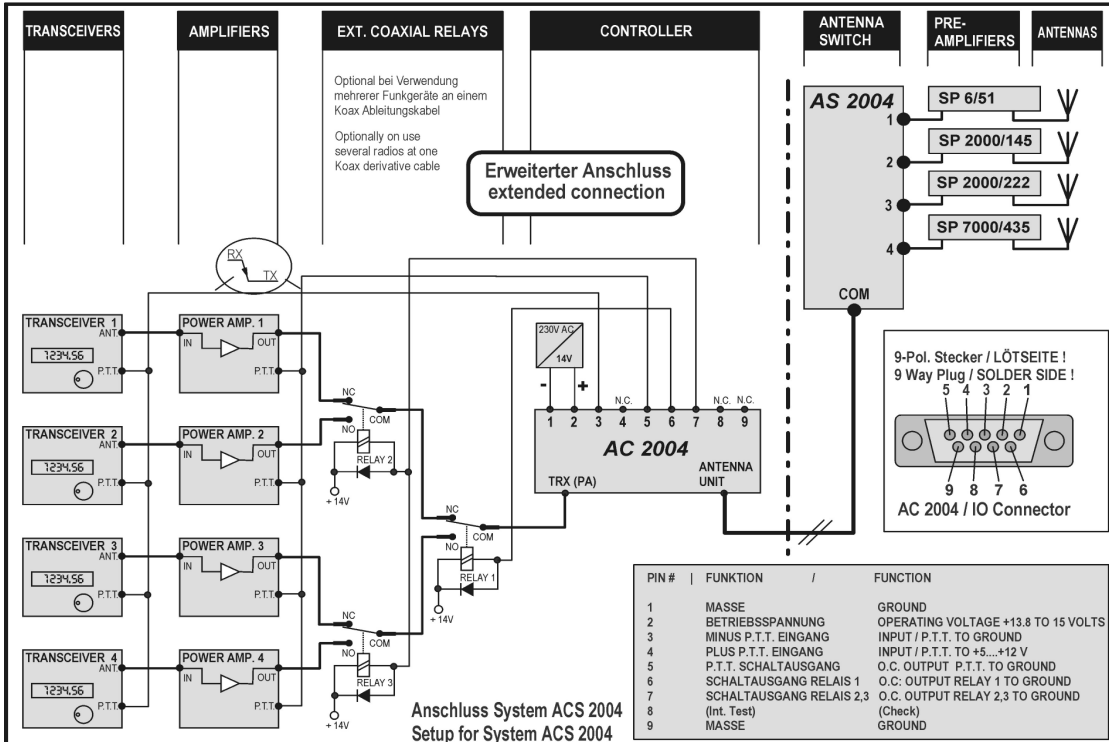 TRANSCEIVERS
AMPLIFIERS
EXT. COAXIAL RELAYS
CONTROLLER
ANTENNA
SWITCH
PRE-
AMPLIFIERS
ANTENNAS
Optional bei Verwendung
mehrerer Funkgeräte an einem
Koax Ableitungskabel
Optionally on use
several radios at one
Koax derivative cable
Erweiterter Anschluss
extended connection
AS 2004
1
2
3
4
COM
SP 6/51
SP 2000/145
SP 2000/222
SP 7000/435
RX
TX
TRANSCEIVER 1
ANT.
1234.56
P.T.T.
POWER AMP. 1
IN
OUT
P.T.T.
TRANSCEIVER 2
ANT.
1234.56
P.T.T.
POWER AMP. 2
IN
OUT
P.T.T.
TRANSCEIVER 3
ANT.
1234.56
P.T.T.
POWER AMP. 3
IN
OUT
P.T.T.
TRANSCEIVER 4
ANT.
1234.56
P.T.T.
POWER AMP. 4
IN
OUT
P.T.T.
NC
COM
NO
RELAY 2
+ 14V
NC
COM
NO
RELAY 1
+ 14V
NC
COM
NO
RELAY 3
+ 14V
230V AC
14V
- +
N.C. N.C. N.C.
1 2 3 4 5 6 7 8 9
AC 2004
TRX (PA)
ANTENNA
UNIT
9-Pol. Stecker / LÖTSEITE !
9 Way Plug / SOLDER SIDE !
5 4 3 2 1
9 8 7 6
AC 2004 / IO Connector
PIN # | FUNKTION / FUNCTION
1 MASSE GROUND
2 BETRIEBSSPANNUNG OPERATING VOLTAGE +13.8 TO 15 VOLTS
3 MINUS P.T.T. EINGANG INPUT / P.T.T. TO GROUND
4 PLUS P.T.T. EINGANG INPUT / P.T.T. TO +5....+12 V
5 P.T.T. SCHALTAUSGANG O.C. OUTPUT P.T.T. TO GROUND
6 SCHALTAUSGANG RELAIS 1 O.C: OUTPUT RELAY 1 TO GROUND
7 SCHALTAUSGANG RELAIS 2,3 O.C. OUTPUT RELAY 2,3 TO GROUND
8 (Int. Test) (Check)
9 MASSE GROUND
Anschluss System ACS 2004
Setup for System ACS 2004